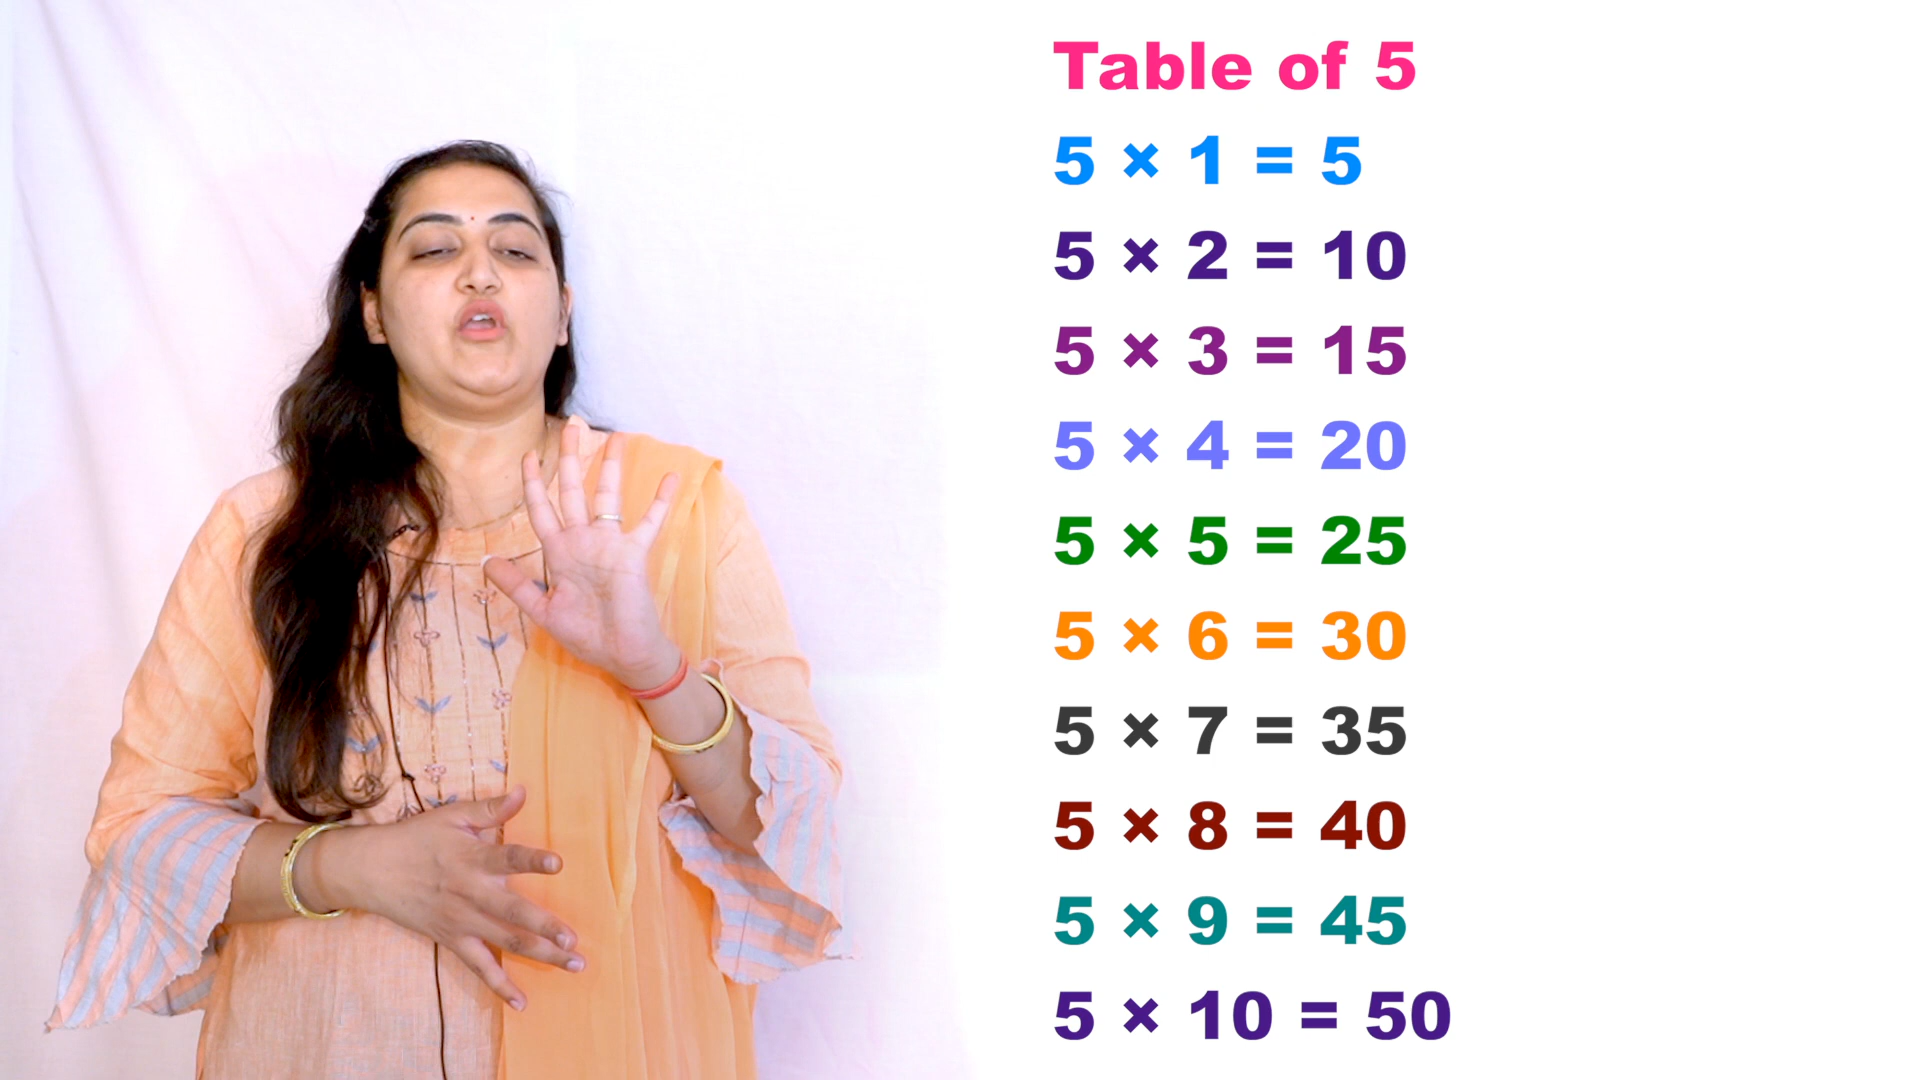 Table of 5
5 × 1 = 5
5 × 2 = 10
5 × 3 = 15
5 × 4 = 20
5 × 5 = 25
5 × 6 = 30
5 × 7 = 35
5 × 8 = 40
5 × 9 = 45
5 × 10 = 50